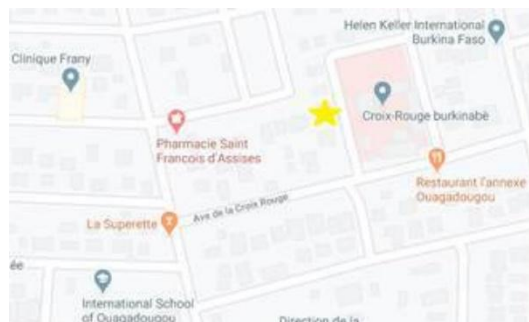 Helen Keller International
Burkina Faso
Clinique Frany
Croix-Rouge burkinabè
Pharmacie Saint
Francois d'Assises
Restaurant l'annexe
Ouagadougou
Ave de la Croix Rouge
La Superette
ée
International School
of Ouagadougou
Direction de la